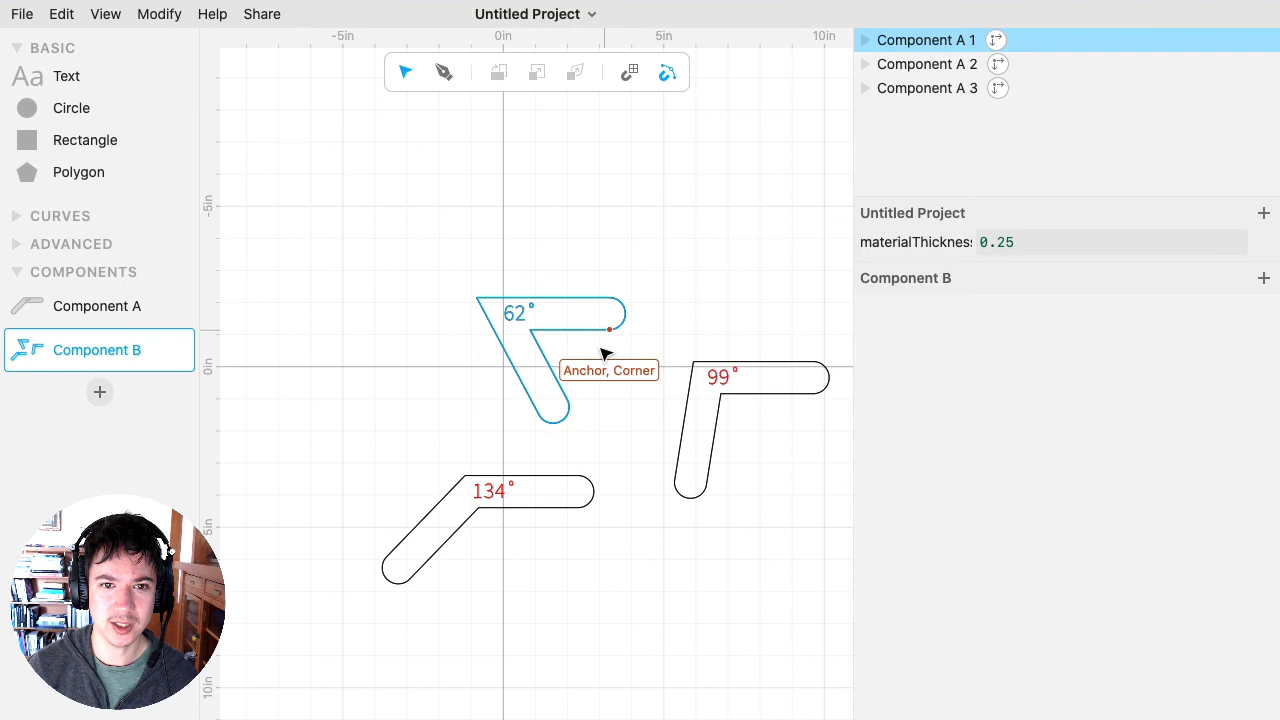 File Edit View Modify Help Share
Untitled Project
BASIC
Aa Text
Circle
Rectangle
Polygon
CURVES
ADVANCED
COMPONENTS
Component A
Component B
-5in 0in 5in 10in
-5in
0in
5in
10in
62°
Anchor, Corner
99°
134°
Component A 1
Component A 2
Component A 3
Untitled Project
materialThickness 0.25
Component B